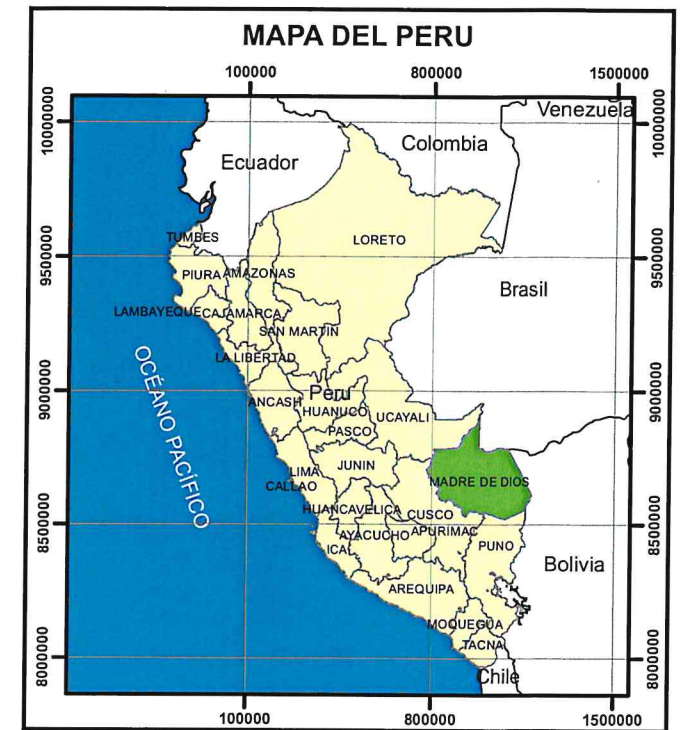 MAPA DEL PERU
100000 800000 1500000
10000000 9500000 9000000 8500000 8000000
10000000 9500000 9000000 8500000 8000000
Venezuela
Colombia
Ecuador
TUMBES
LORETO
PIURA AMAZONAS
Brasil
LAMBAYEQUE CAJAMARCA
SAN MARTIN
LA LIBERTAD
OCÉANO PACÍFICO
Peru
ANCASH
HUANUCO
UCAYALI
PASCO
LIMA
JUNIN
MADRE DE DIOS
CALLAO
HUANCAVELICA
CUSCO
AYACUCHO
APURIMAC
ICAL
PUNO
Bolivia
AREQUIPA
MOQUEGUA
TACNA
Chile
100000 800000 1500000